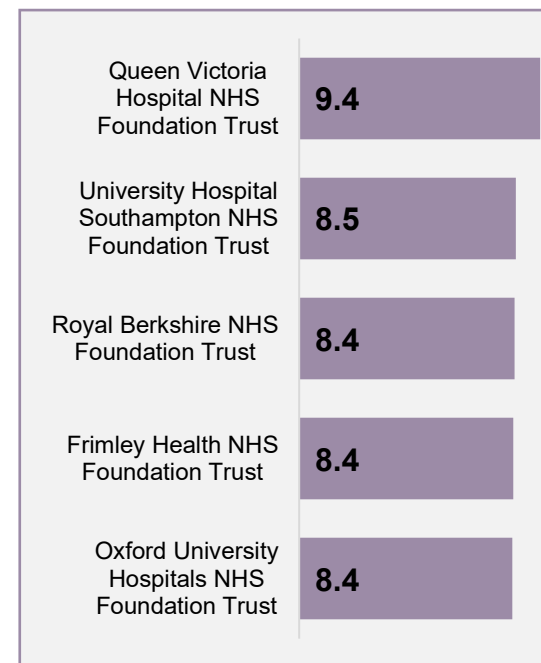 Queen Victoria
Hospital NHS
Foundation Trust
9.4
University Hospital
Southampton NHS
Foundation Trust
8.5
Royal Berkshire NHS
Foundation Trust
8.4
Frimley Health NHS
Foundation Trust
8.4
Oxford University
Hospitals NHS
Foundation Trust
8.4